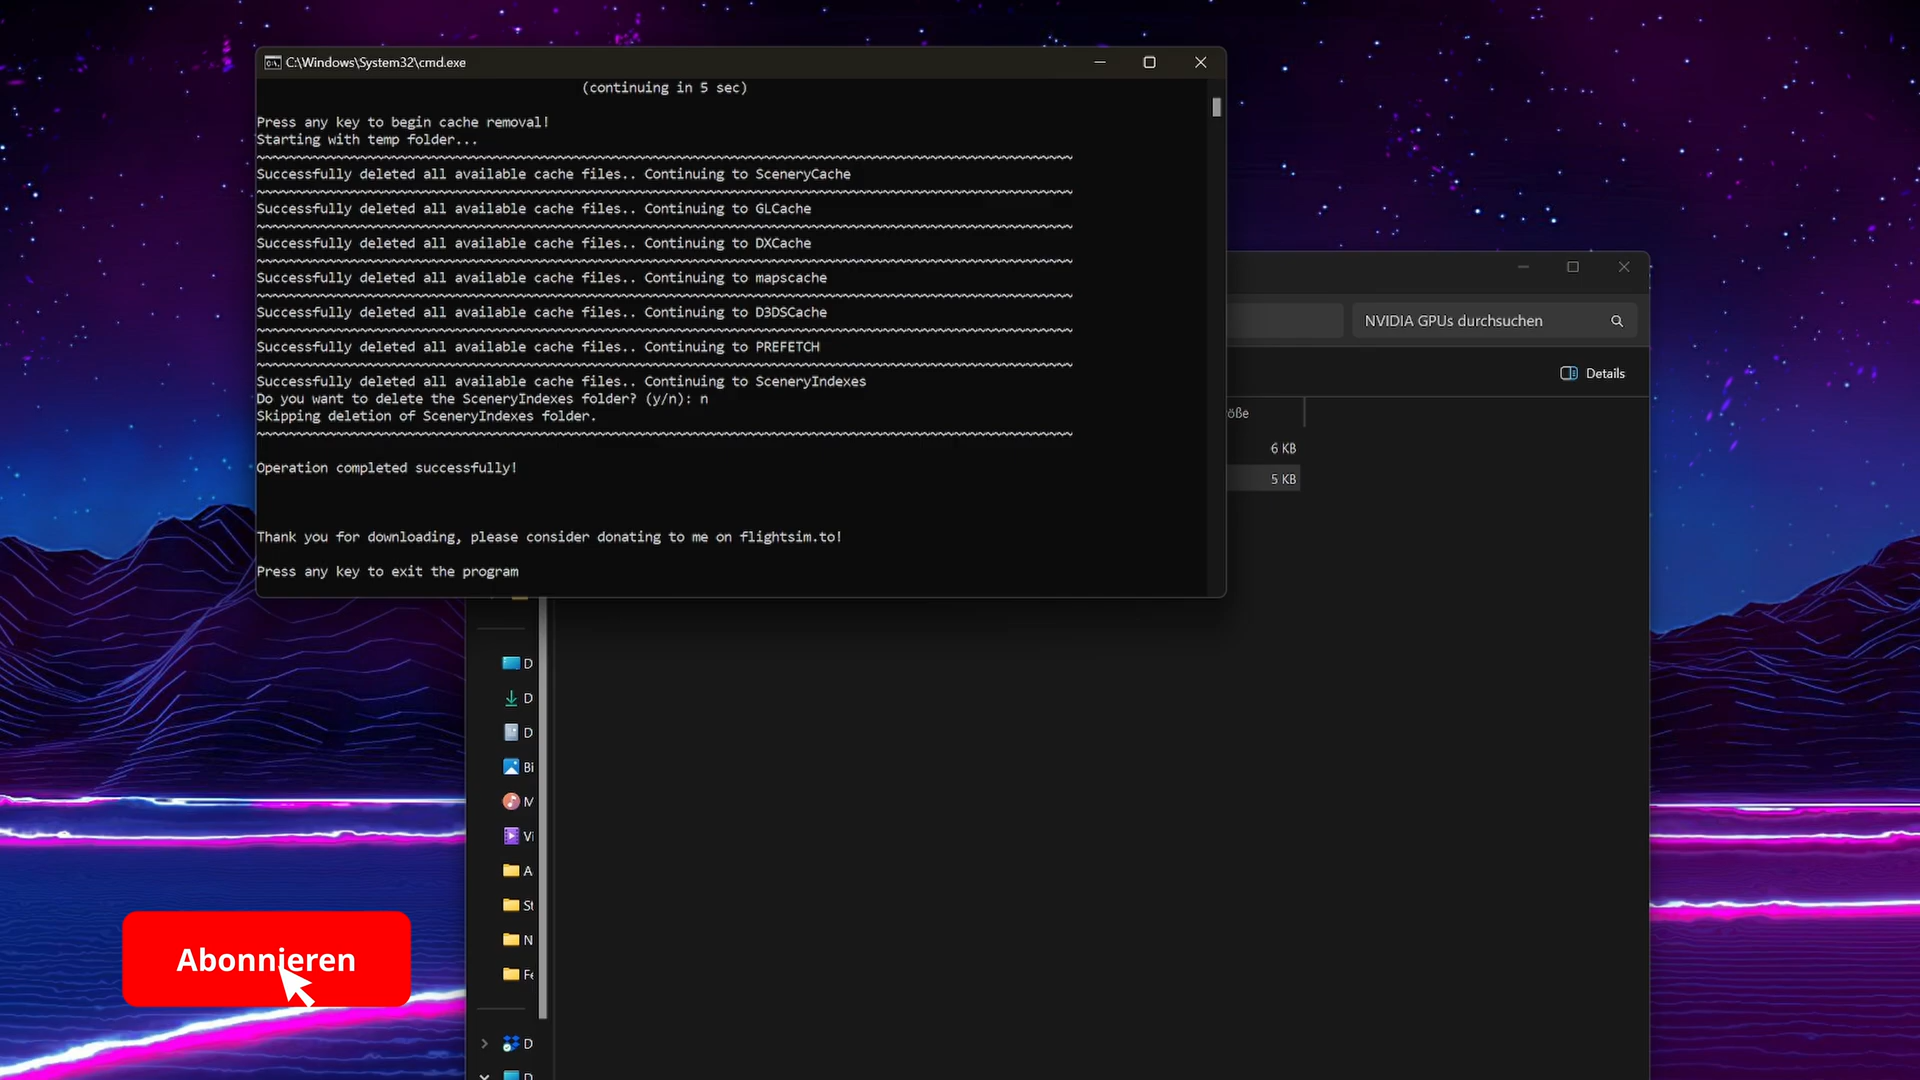 C:\Windows\System32\cmd.exe
(continuing in 5 sec)
Press any key to begin cache removal!
Starting with temp folder...
~~~~~~~~~~~~~~~~~~~~~~~~~~~~~~~~~~~~~~~~~~~~~~~~~~~~~~~~~~~~~~~~~~~~~~~~~~~~~~~~~~~~~~~~~~~~~~~~~~~~~~~
Successfully deleted all available cache files.. Continuing to SceneryCache
~~~~~~~~~~~~~~~~~~~~~~~~~~~~~~~~~~~~~~~~~~~~~~~~~~~~~~~~~~~~~~~~~~~~~~~~~~~~~~~~~~~~~~~~~~~~~~~~~~~~~~~
Successfully deleted all available cache files.. Continuing to GLCache
~~~~~~~~~~~~~~~~~~~~~~~~~~~~~~~~~~~~~~~~~~~~~~~~~~~~~~~~~~~~~~~~~~~~~~~~~~~~~~~~~~~~~~~~~~~~~~~~~~~~~~~
Successfully deleted all available cache files.. Continuing to DXCache
~~~~~~~~~~~~~~~~~~~~~~~~~~~~~~~~~~~~~~~~~~~~~~~~~~~~~~~~~~~~~~~~~~~~~~~~~~~~~~~~~~~~~~~~~~~~~~~~~~~~~~~
Successfully deleted all available cache files.. Continuing to mapscache
~~~~~~~~~~~~~~~~~~~~~~~~~~~~~~~~~~~~~~~~~~~~~~~~~~~~~~~~~~~~~~~~~~~~~~~~~~~~~~~~~~~~~~~~~~~~~~~~~~~~~~~
Successfully deleted all available cache files.. Continuing to D3DSCache
~~~~~~~~~~~~~~~~~~~~~~~~~~~~~~~~~~~~~~~~~~~~~~~~~~~~~~~~~~~~~~~~~~~~~~~~~~~~~~~~~~~~~~~~~~~~~~~~~~~~~~~
Successfully deleted all available cache files.. Continuing to PREFETCH
~~~~~~~~~~~~~~~~~~~~~~~~~~~~~~~~~~~~~~~~~~~~~~~~~~~~~~~~~~~~~~~~~~~~~~~~~~~~~~~~~~~~~~~~~~~~~~~~~~~~~~~
Successfully deleted all available cache files.. Continuing to SceneryIndexes
Do you want to delete the SceneryIndexes folder? (y/n): n
Skipping deletion of SceneryIndexes folder.
~~~~~~~~~~~~~~~~~~~~~~~~~~~~~~~~~~~~~~~~~~~~~~~~~~~~~~~~~~~~~~~~~~~~~~~~~~~~~~~~~~~~~~~~~~~~~~~~~~~~~~~
Operation completed successfully!
Thank you for downloading, please consider donating to me on flightsim.to!
Press any key to exit the program
NVIDIA GPUs durchsuchen
Details
öße
6 KB
5 KB
D
D
D
Bi
M
Vi
A
St
N
Fe
D
D
Abonnieren